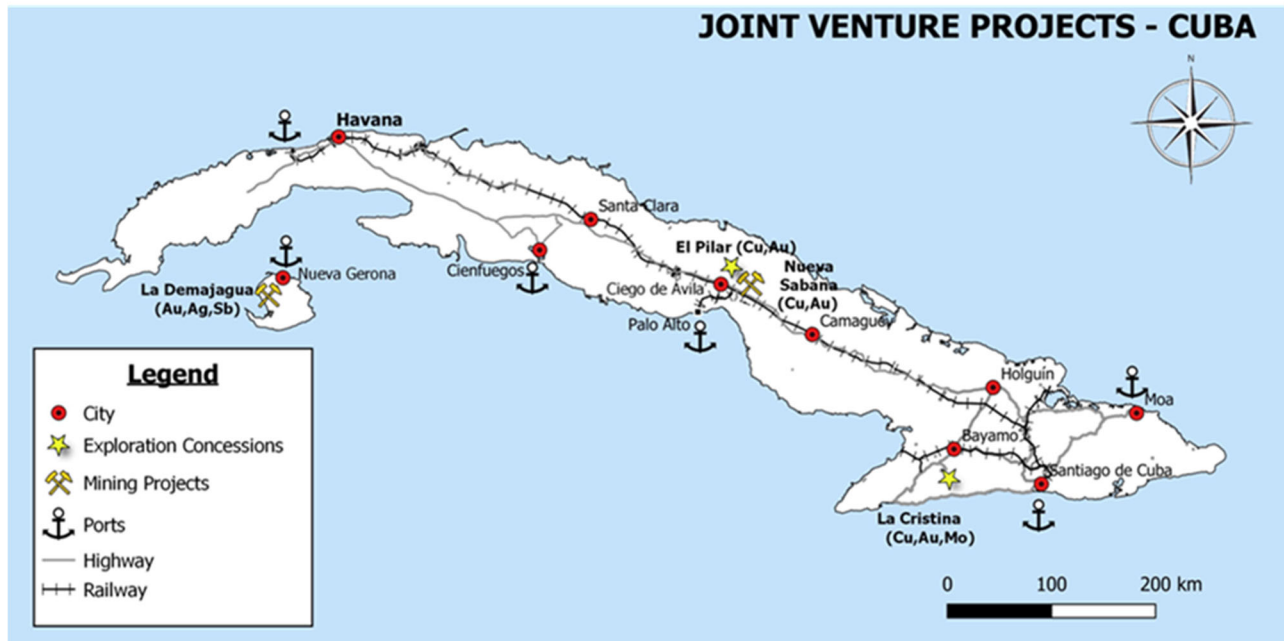 JOINT VENTURE PROJECTS - CUBA
N
Havana
Santa Clara
El Pilar (Cu,Au)
Nueva
Sabana
(Cu,Au)
Cienfuegos
Ciego de Ávila
Nueva Gerona
La Demajagua
(Au,Ag,Sb)
Palo Alto
Camaguey
Holguín
Moa
Bayamo
Santiago de Cuba
La Cristina
(Cu,Au,Mo)
Legend
City
Exploration Concessions
Mining Projects
Ports
Highway
Railway
0 100 200 km